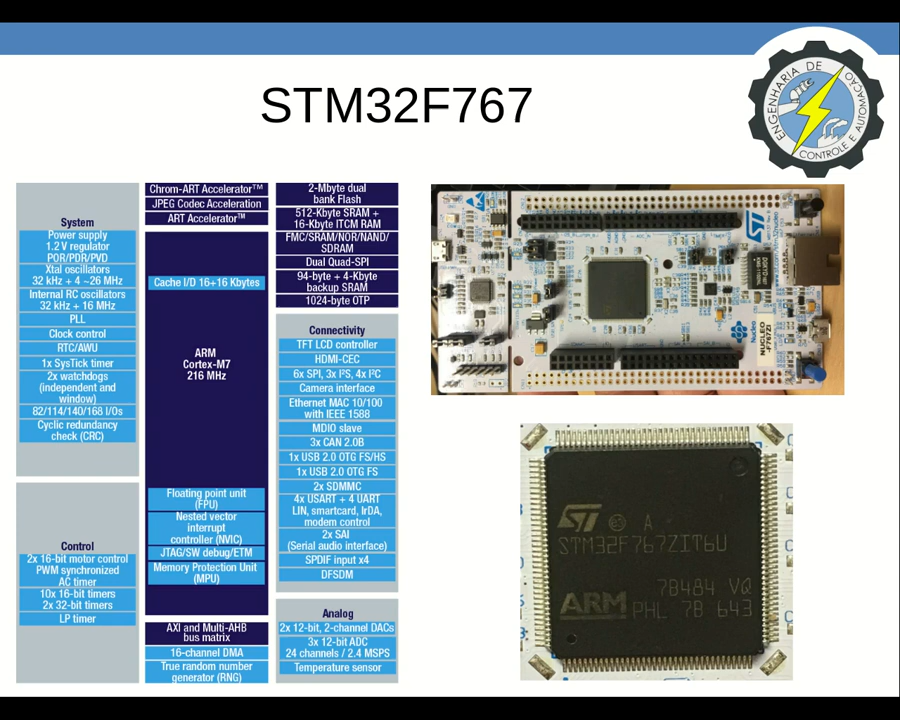 STM32F767
ENGENHARIA DE
CONTROLE E AUTOMAÇÃO
System
Power supply
1.2 V regulator
POR/PDR/PVD
Xtal oscillators
32 kHz + 4 ~26 MHz
Internal RC oscillators
32 kHz + 16 MHz
PLL
Clock control
RTC/AWU
1x SysTick timer
2x watchdogs
(independent and
window)
82/114/140/168 I/Os
Cyclic redundancy
check (CRC)
Control
2x 16-bit motor control
PWM synchronized
AC timer
10x 16-bit timers
2x 32-bit timers
LP timer
Chrom-ART Accelerator™
JPEG Codec Acceleration
ART Accelerator™
Cache I/D 16+16 Kbytes
ARM
Cortex-M7
216 MHz
Floating point unit
(FPU)
Nested vector
interrupt
controller (NVIC)
JTAG/SW debug/ETM
Memory Protection Unit
(MPU)
AXI and Multi-AHB
bus matrix
16-channel DMA
True random number
generator (RNG)
2-Mbyte dual
bank Flash
512-Kbyte SRAM +
16-Kbyte ITCM RAM
FMC/SRAM/NOR/NAND/
SDRAM
Dual Quad-SPI
94-byte + 4-Kbyte
backup SRAM
1024-byte OTP
Connectivity
TFT LCD controller
HDMI-CEC
6x SPI, 3x I²S, 4x I²C
Camera interface
Ethernet MAC 10/100
with IEEE 1588
MDIO slave
3x CAN 2.0B
1x USB 2.0 OTG FS/HS
1x USB 2.0 OTG FS
2x SDMMC
4x USART + 4 UART
LIN, smartcard, IrDA,
modem control
2x SAI
(Serial audio interface)
SPDIF input x4
DFSDM
Analog
2x 12-bit, 2-channel DACs
3x 12-bit ADC
24 channels / 2.4 MSPS
Temperature sensor
ST
Nucleo
NUCLEO
-F767ZI
ST e A
STM32F767ZIT6U
7B484 VQ
ARM PHL 7B 643